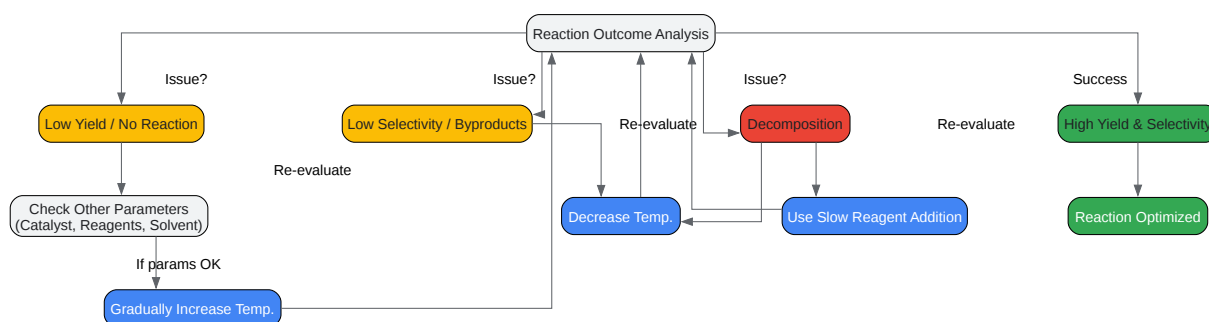 Reaction Outcome Analysis
Issue?
Issue?
Issue?
Success
Low Yield / No Reaction
Low Selectivity / Byproducts
Re-evaluate
Decomposition
Re-evaluate
High Yield & Selectivity
Re-evaluate
Check Other Parameters
(Catalyst, Reagents, Solvent)
Decrease Temp.
Use Slow Reagent Addition
Reaction Optimized
If params OK
Gradually Increase Temp.